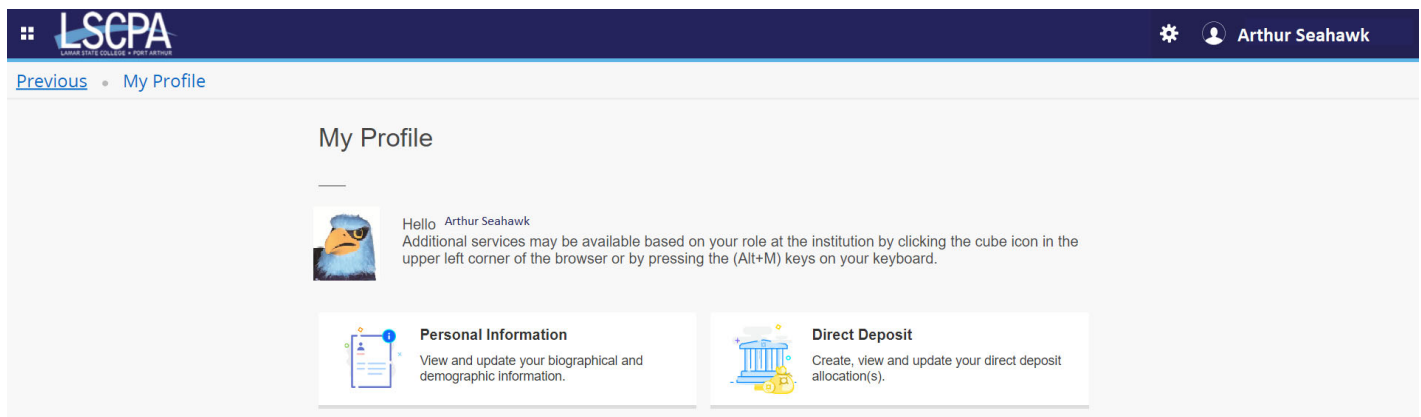 LSCPA
LAMAR STATE COLLEGE • PORT ARTHUR
Arthur Seahawk
Previous • My Profile
My Profile
Hello Arthur Seahawk
Additional services may be available based on your role at the institution by clicking the cube icon in the
upper left corner of the browser or by pressing the (Alt+M) keys on your keyboard.
Personal Information
View and update your biographical and
demographic information.
Direct Deposit
Create, view and update your direct deposit
allocation(s).